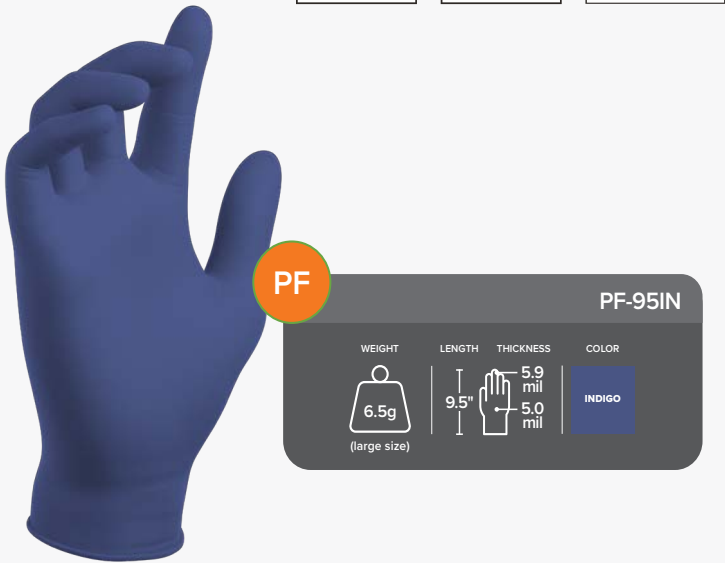 PF
PF-95IN
WEIGHT
LENGTH
THICKNESS
COLOR
6.5g
(large size)
9.5"
5.9
mil
5.0
mil
INDIGO